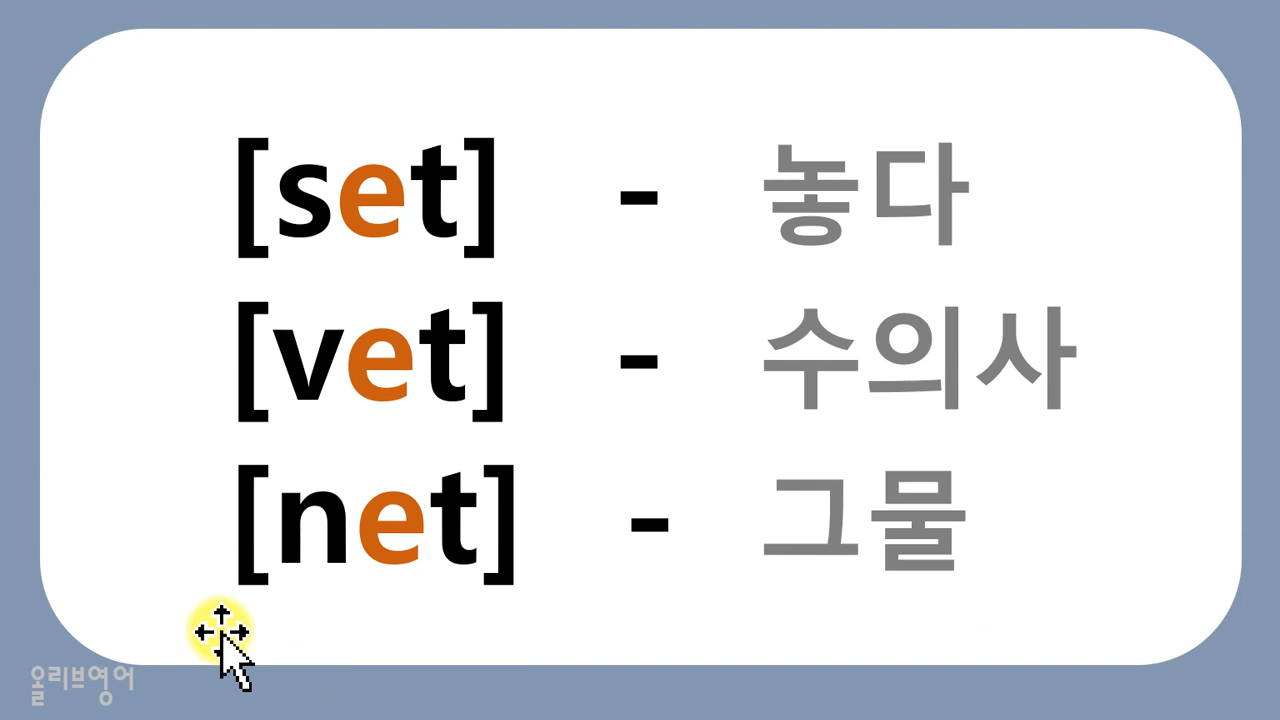 [set] - 놓다
[vet] - 수의사
[net] - 그물
올리브영어